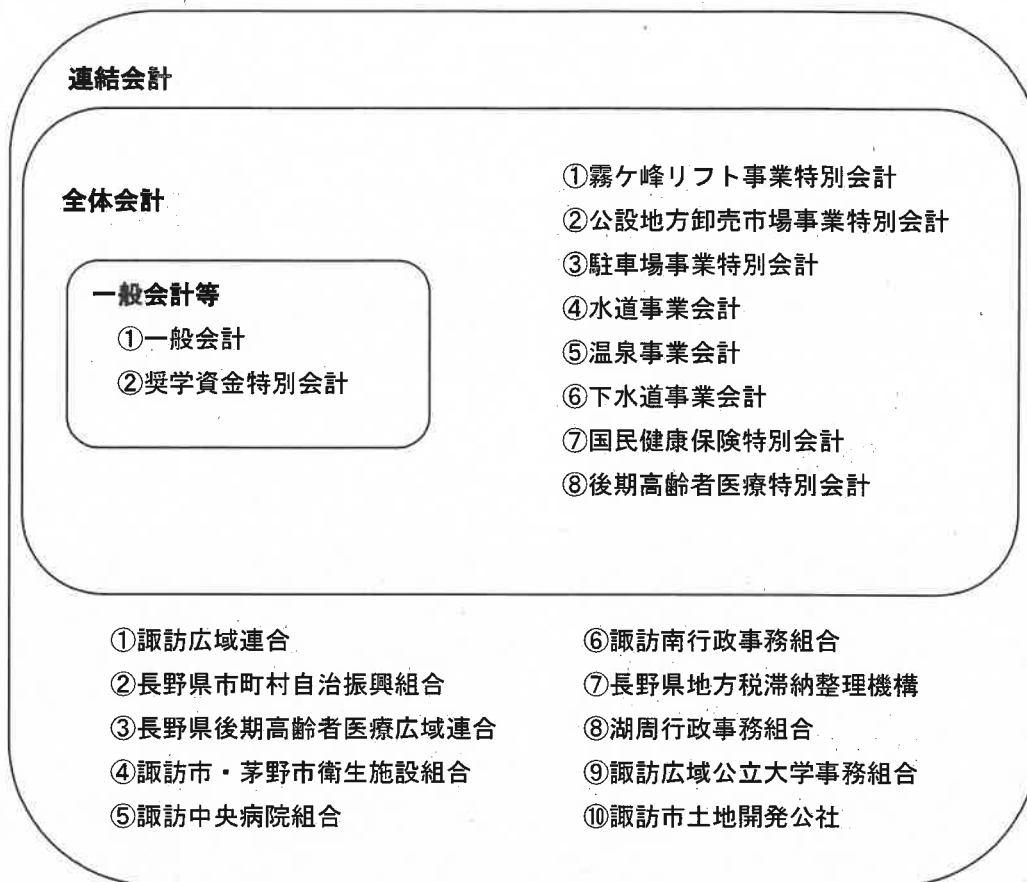 連結会計
全体会計
一般会計等
①一般会計
②奨学資金特別会計
①霧ケ峰リフト事業特別会計
②公設地方卸売市場事業特別会計
③駐車場事業特別会計
④水道事業会計
⑤温泉事業会計
⑥下水道事業会計
⑦国民健康保険特別会計
⑧後期高齢者医療特別会計
①諏訪広域連合
②長野県市町村自治振興組合
③長野県後期高齢者医療広域連合
④諏訪市・茅野市衛生施設組合
⑤諏訪中央病院組合
⑥諏訪南行政事務組合
⑦長野県地方税滞納整理機構
⑧湖周行政事務組合
⑨諏訪広域公立大学事務組合
⑩諏訪市土地開発公社